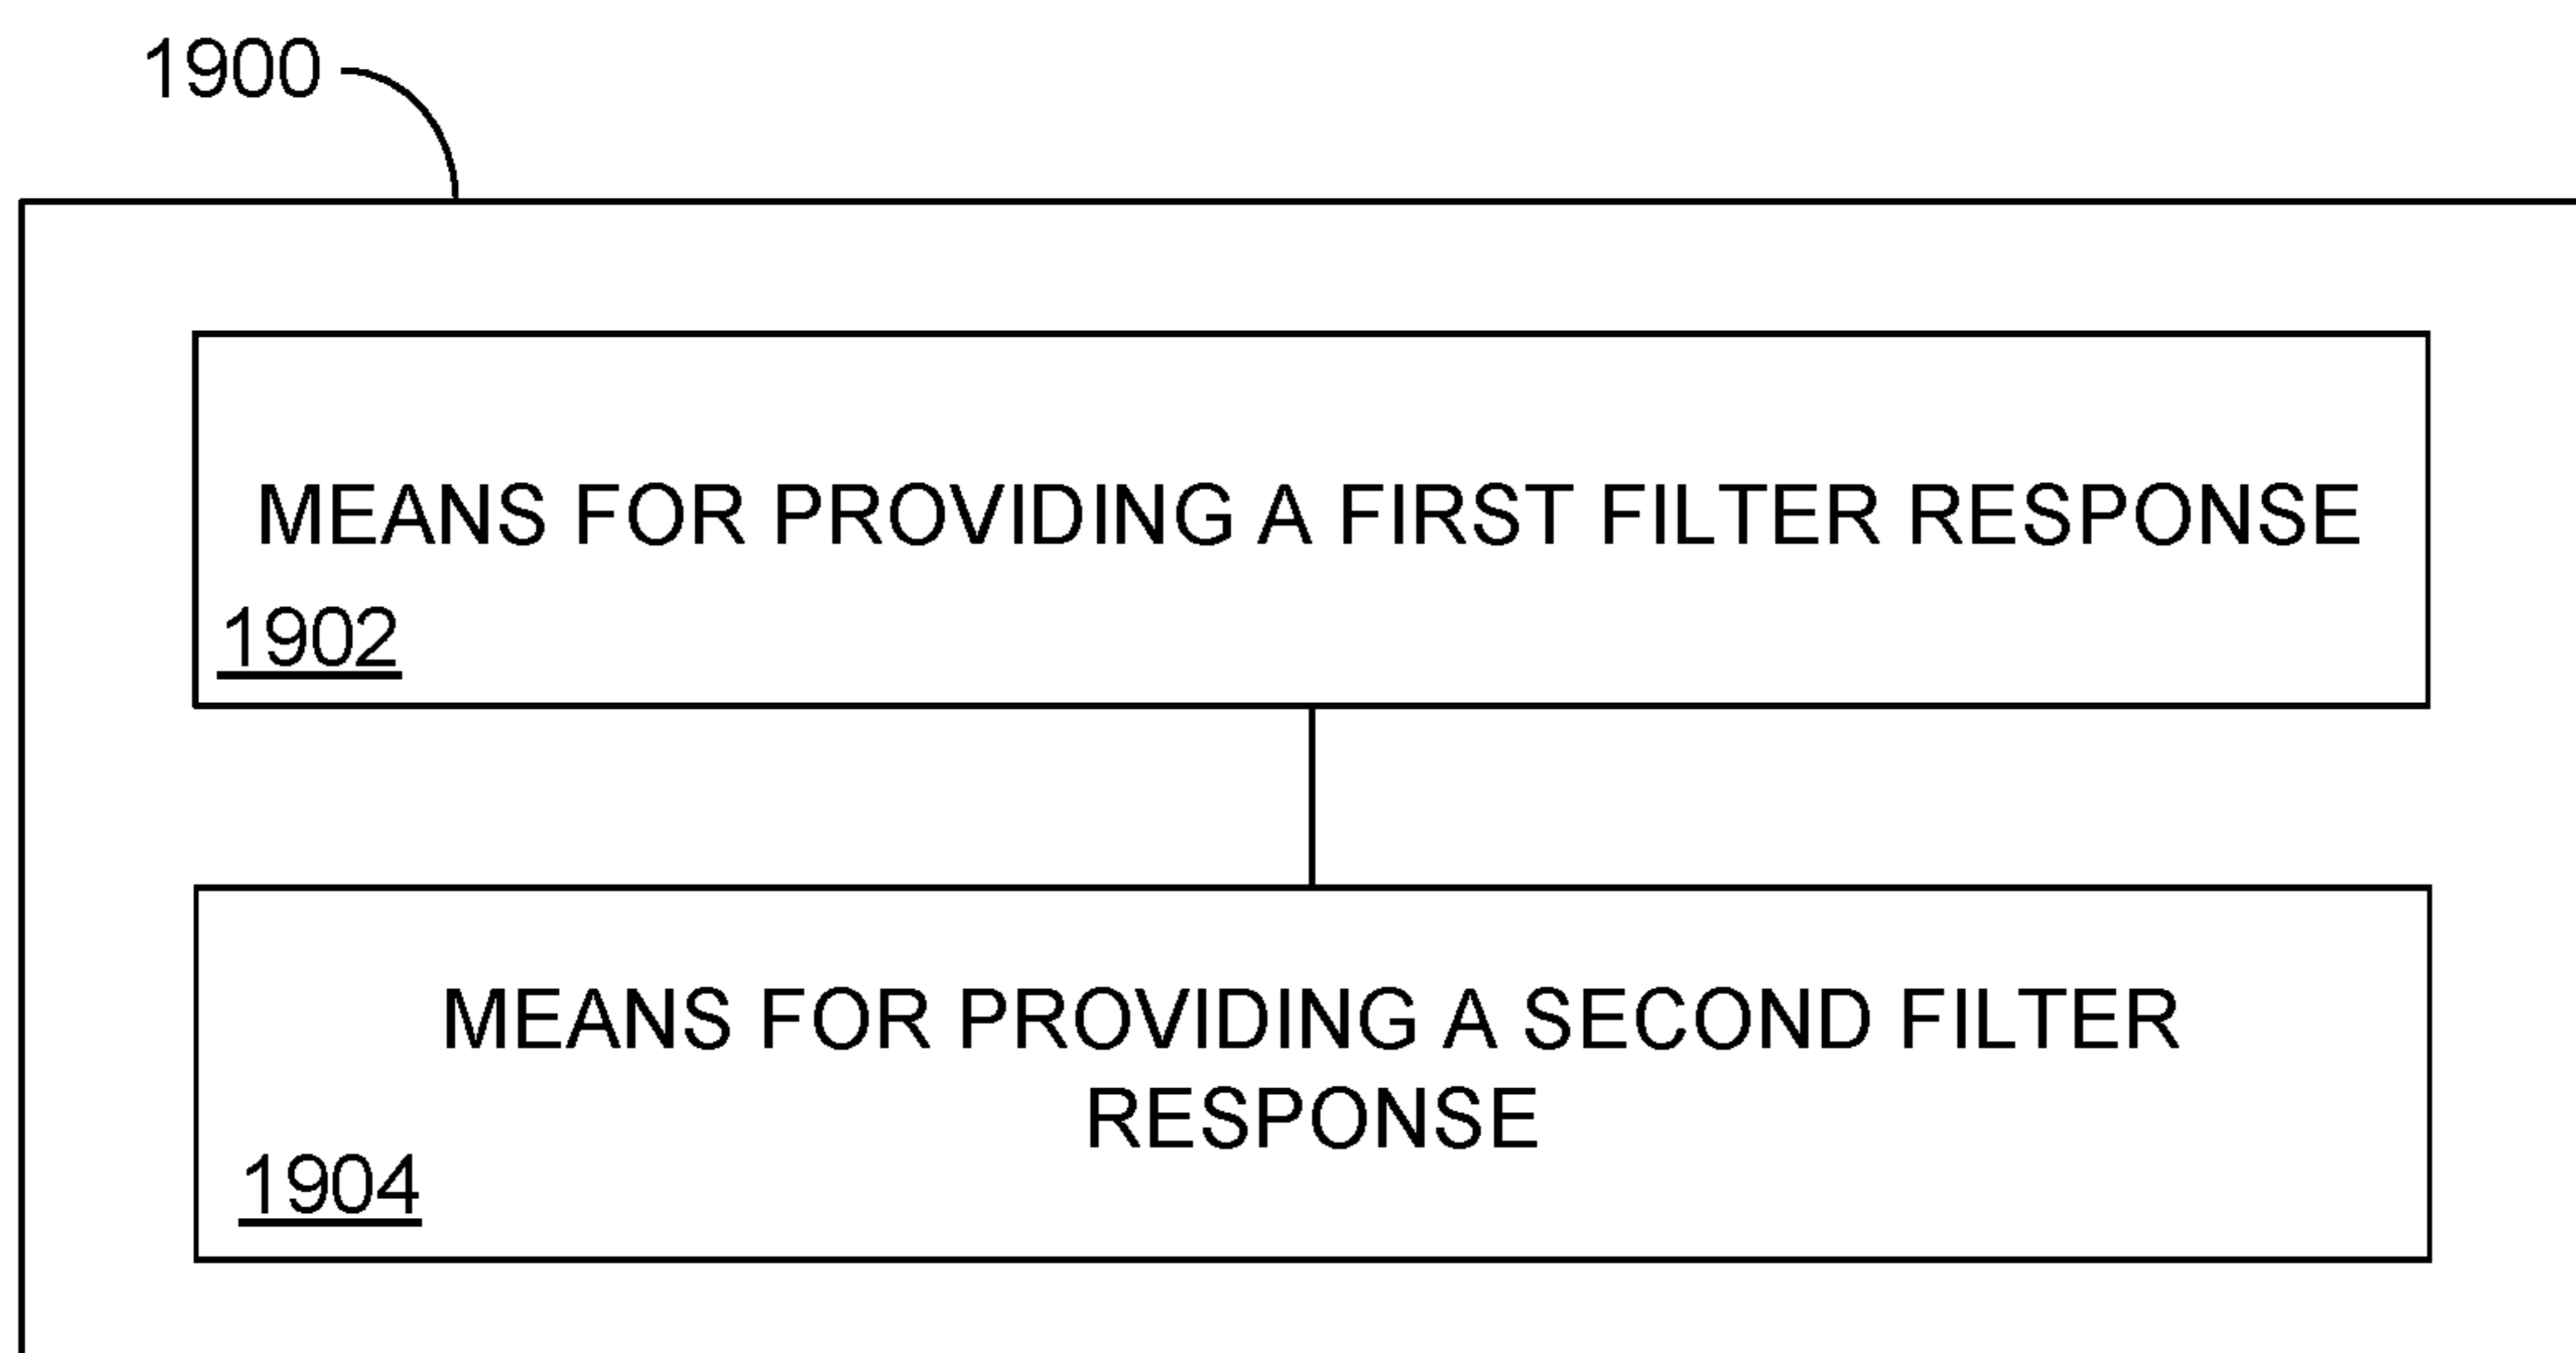 1900
MEANS FOR PROVIDING A FIRST FILTER RESPONSE
1902
MEANS FOR PROVIDING A SECOND FILTER
RESPONSE
1904